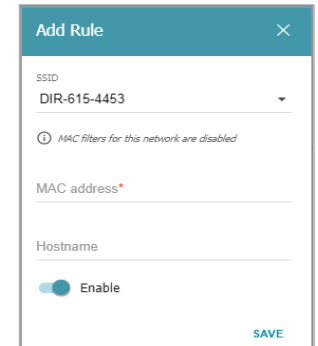 Add Rule
SSID
DIR-615-4453
MAC filters for this network are disabled
MAC address*
Hostname
Enable
SAVE